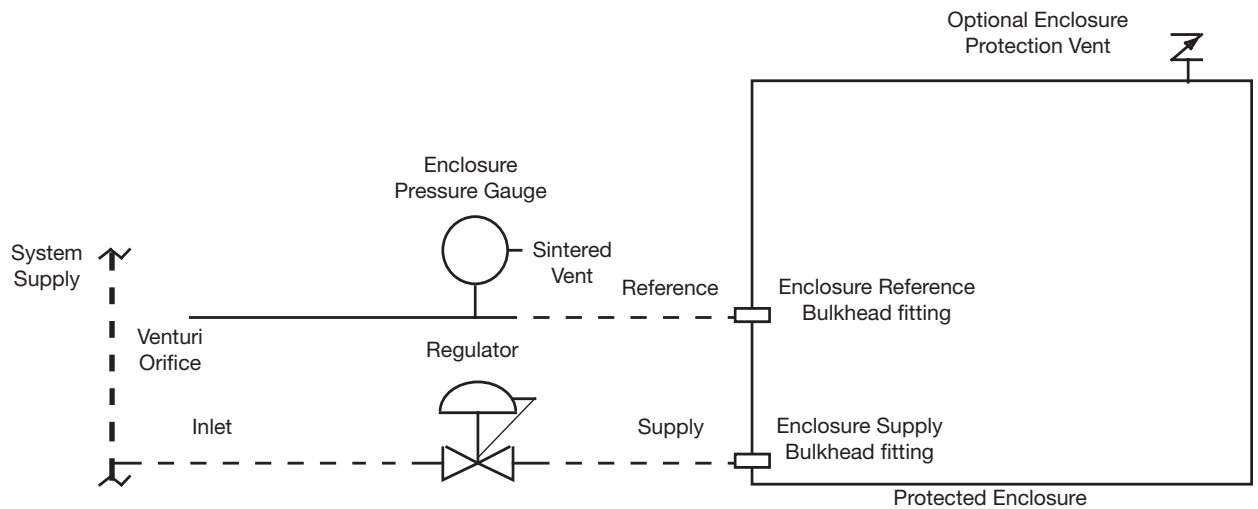 Optional Enclosure
Protection Vent
Enclosure
Pressure Gauge
System
Supply
Sintered
Vent
Reference
Enclosure Reference
Bulkhead fitting
Venturi
Orifice
Regulator
Inlet
Supply
Enclosure Supply
Bulkhead fitting
Protected Enclosure